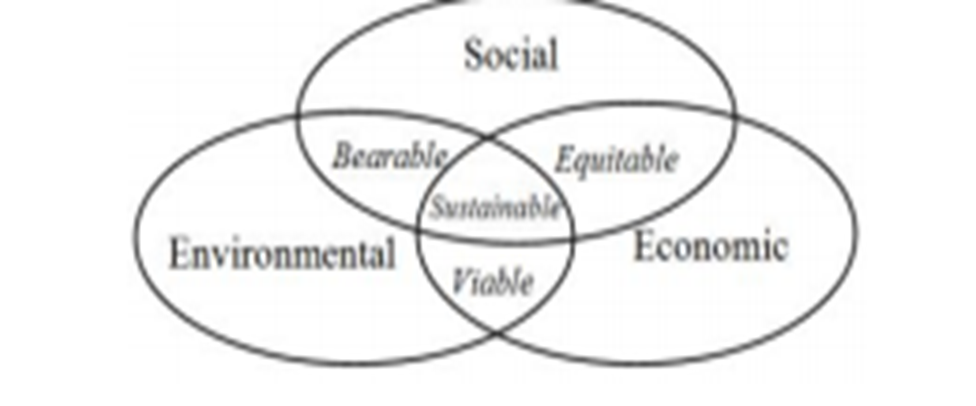 Social
Bearable
Equitable
Sustainable
Environmental
Economic
Viable